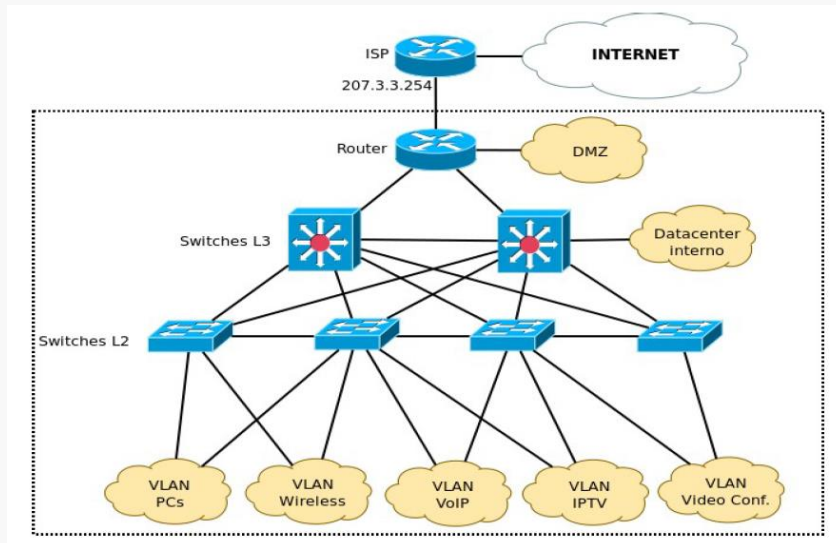 ISP
INTERNET
207.3.3.254
Router
DMZ
Switches L3
Datacenter
interno
Switches L2
VLAN
PCs
VLAN
Wireless
VLAN
VoIP
VLAN
IPTV
VLAN
Video Conf.